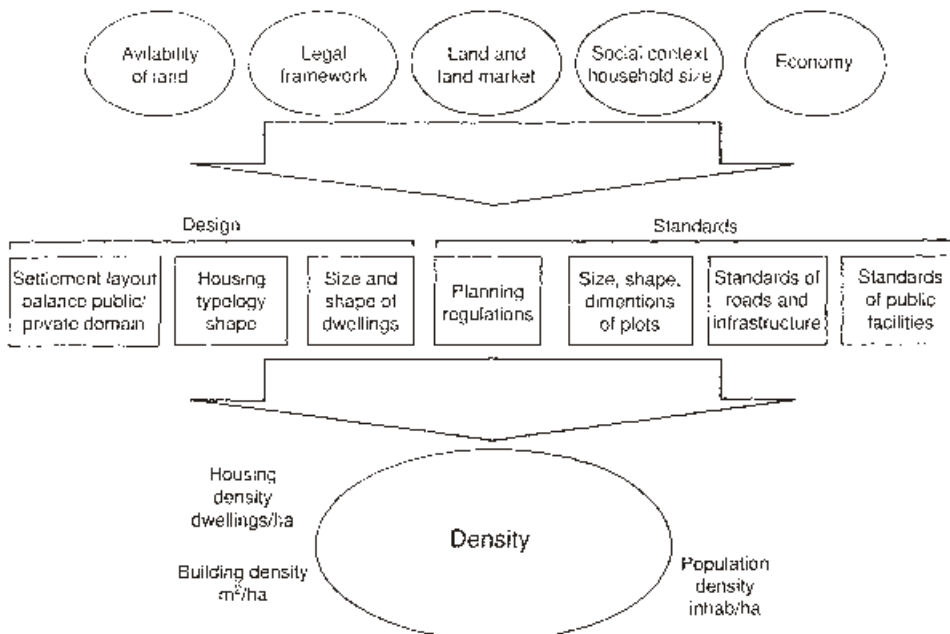 Avilability
of land
Legal
framework
Land and
land market
Social context
household size
Economy
Design
Standards
Settlement layout
balance public/
private domain
Housing
typology
shape
Size and
shape of
dwellings
Planning
regulations
Size, shape,
dimentions
of plots
Standards of
roads and
infrastructure
Standards
of public
facilities
Housing
density
dwellings/ha
Building density
m²/ha
Density
Population
density
inhab/ha